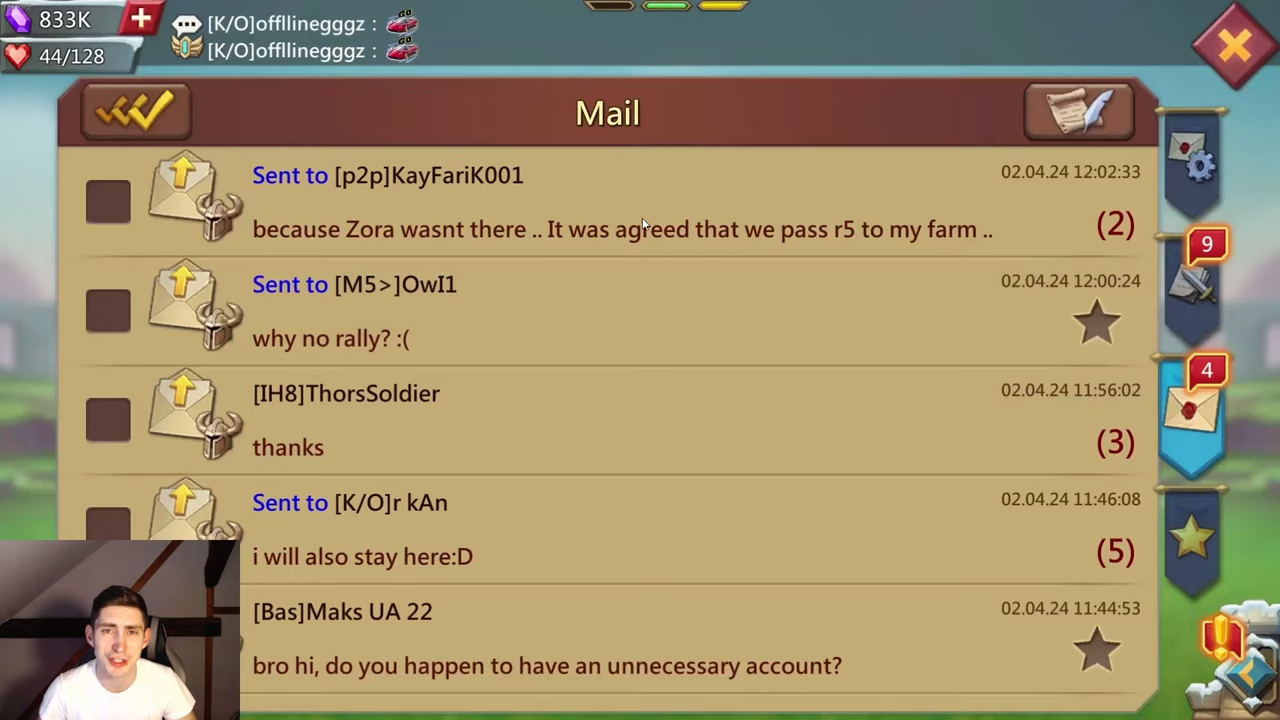 833K
44/128
[K/O]offllinegggz :
[K/O]offllinegggz :
Mail
Sent to [p2p]KayFariK001
02.04.24 12:02:33
because Zora wasnt there .. It was agreed that we pass r5 to my farm ..
(2)
Sent to [M5>]OwI1
02.04.24 12:00:24
why no rally? :(
[IH8]ThorsSoldier
02.04.24 11:56:02
thanks
(3)
Sent to [K/O]r kAn
02.04.24 11:46:08
i will also stay here:D
(5)
[Bas]Maks UA 22
02.04.24 11:44:53
bro hi, do you happen to have an unnecessary account?
9
4